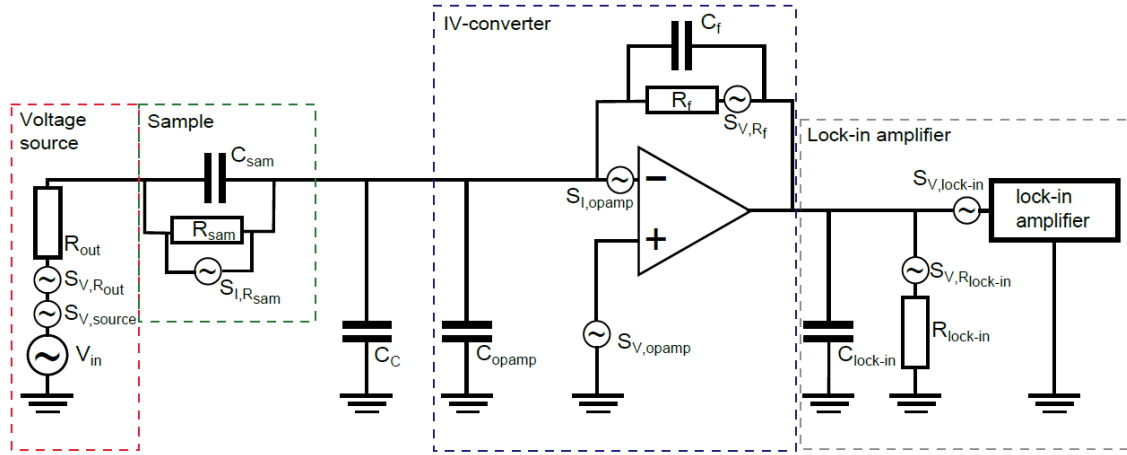 IV-converter
C_f
R_f
S_V,R_f
Voltage
source
Sample
Lock-in amplifier
C_sam
S_I,opamp
S_V,lock-in
lock-in
amplifier
R_sam
R_out
S_I,R_sam
S_V,R_out
S_V,R_lock-in
S_V,source
V_in
C_C
C_opamp
S_V,opamp
C_lock-in
R_lock-in